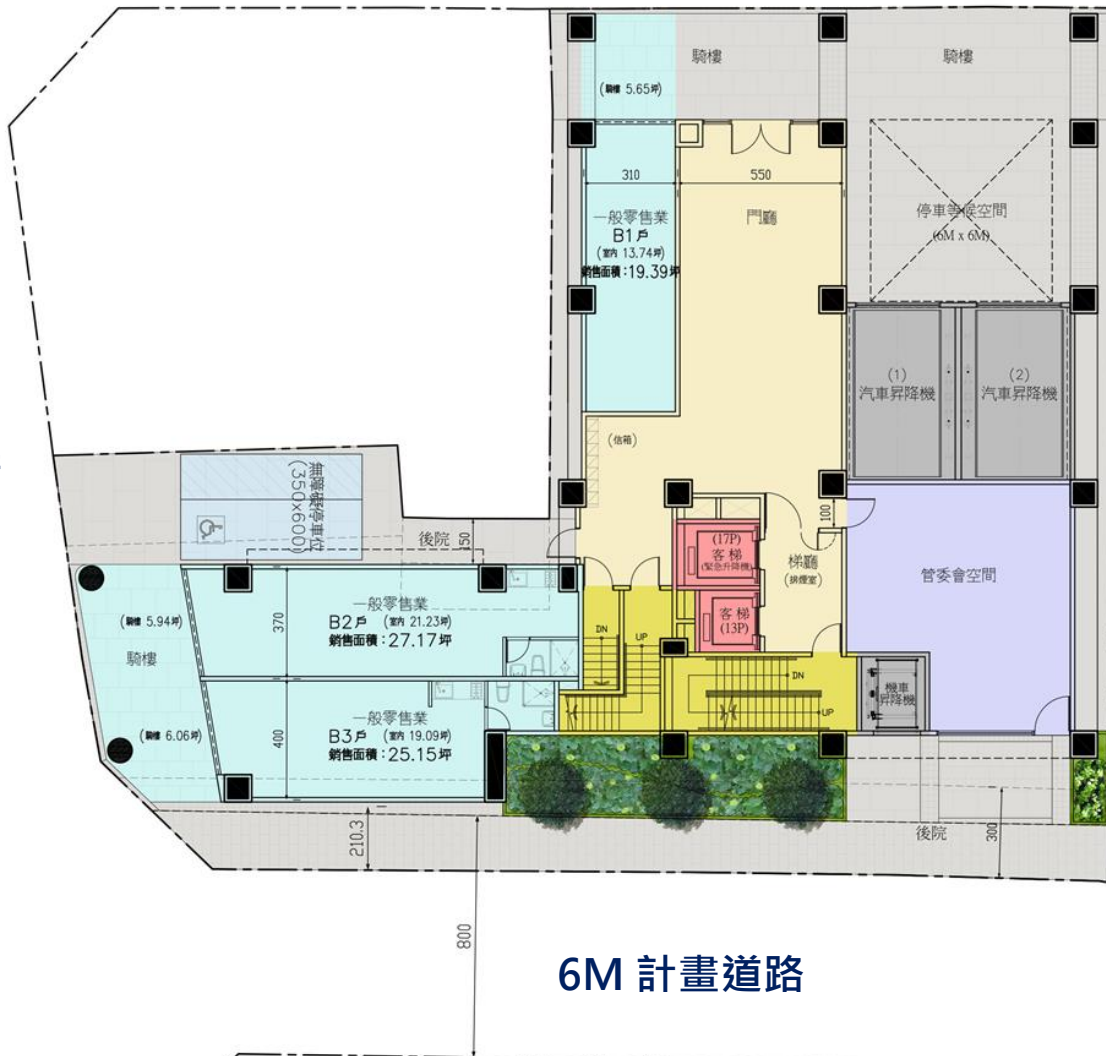 騎樓
騎樓
(騎樓 5.65坪)
310
550
一般零售業
B1戶
(室內 13.74坪)
銷售面積:19.39坪
門廳
停車等候空間
(6M x 6M)
(1)
汽車昇降機
(2)
汽車昇降機
(信箱)
無障礙停車位
(350x600)
後院
150
100
(17P)
客梯
(緊急升降機)
梯廳
(排煙室)
管委會空間
客梯
(13P)
一般零售業
B2戶 (室內 21.23坪)
銷售面積:27.17坪
370
(騎樓 5.94坪)
騎樓
DN
UP
DN
UP
機車
昇降機
一般零售業
B3戶 (室內 19.09坪)
銷售面積:25.15坪
400
(騎樓 6.06坪)
210.3
後院
300
800
6M 計畫道路